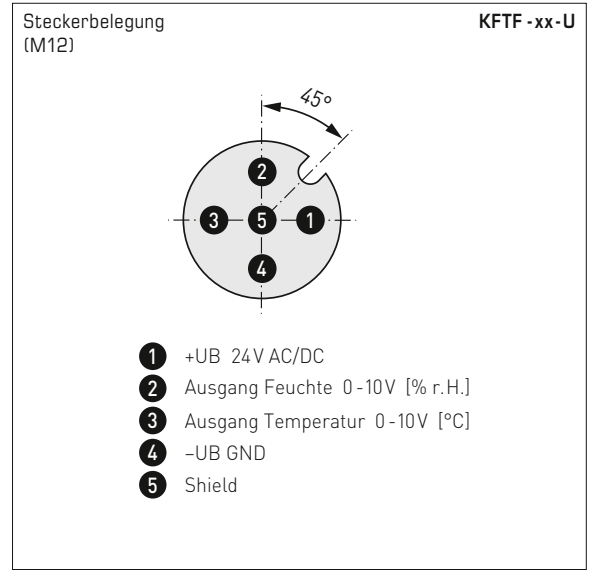 Steckerbelegung KFTF-xx-U
(M12)
45°
2
3 5 1
4
1 +UB 24V AC/DC
2 Ausgang Feuchte 0-10V [% r.H.]
3 Ausgang Temperatur 0-10V [°C]
4 –UB GND
5 Shield